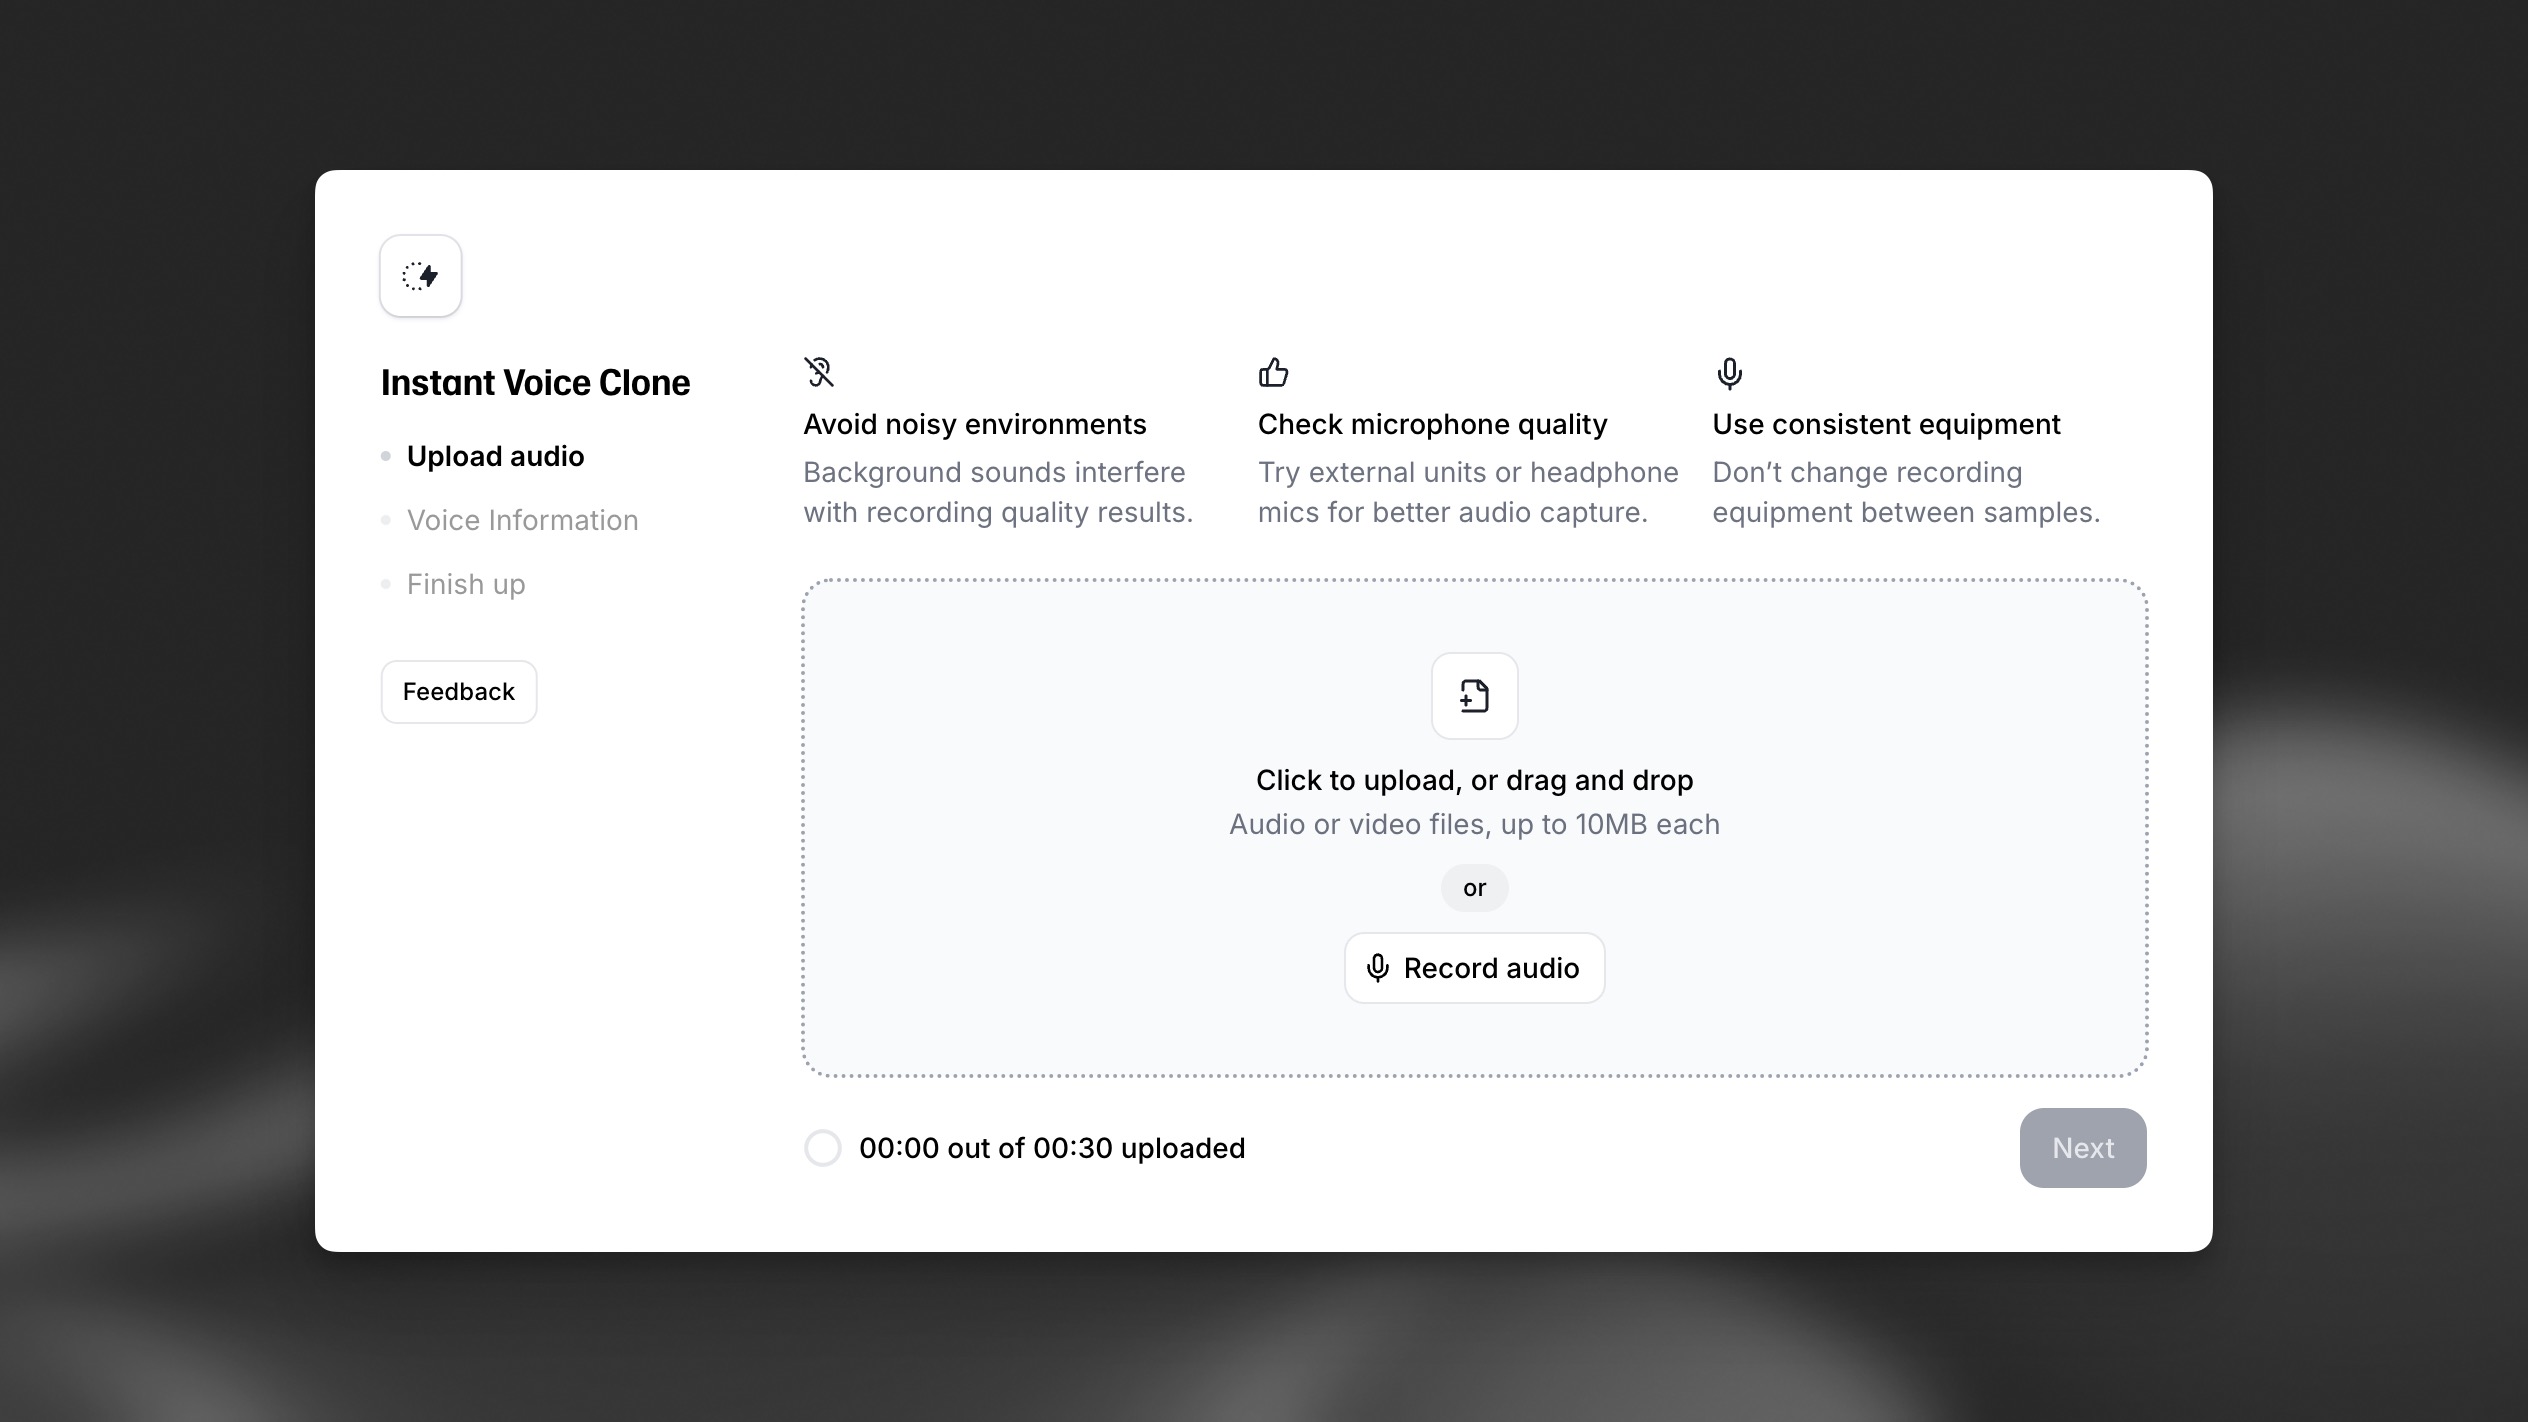 Instant Voice Clone
Upload audio
Voice Information
Finish up
Feedback
Avoid noisy environments
Background sounds interfere
with recording quality results.
Check microphone quality
Try external units or headphone
mics for better audio capture.
Use consistent equipment
Don’t change recording
equipment between samples.
Click to upload, or drag and drop
Audio or video files, up to 10MB each
or
Record audio
00:00 out of 00:30 uploaded
Next